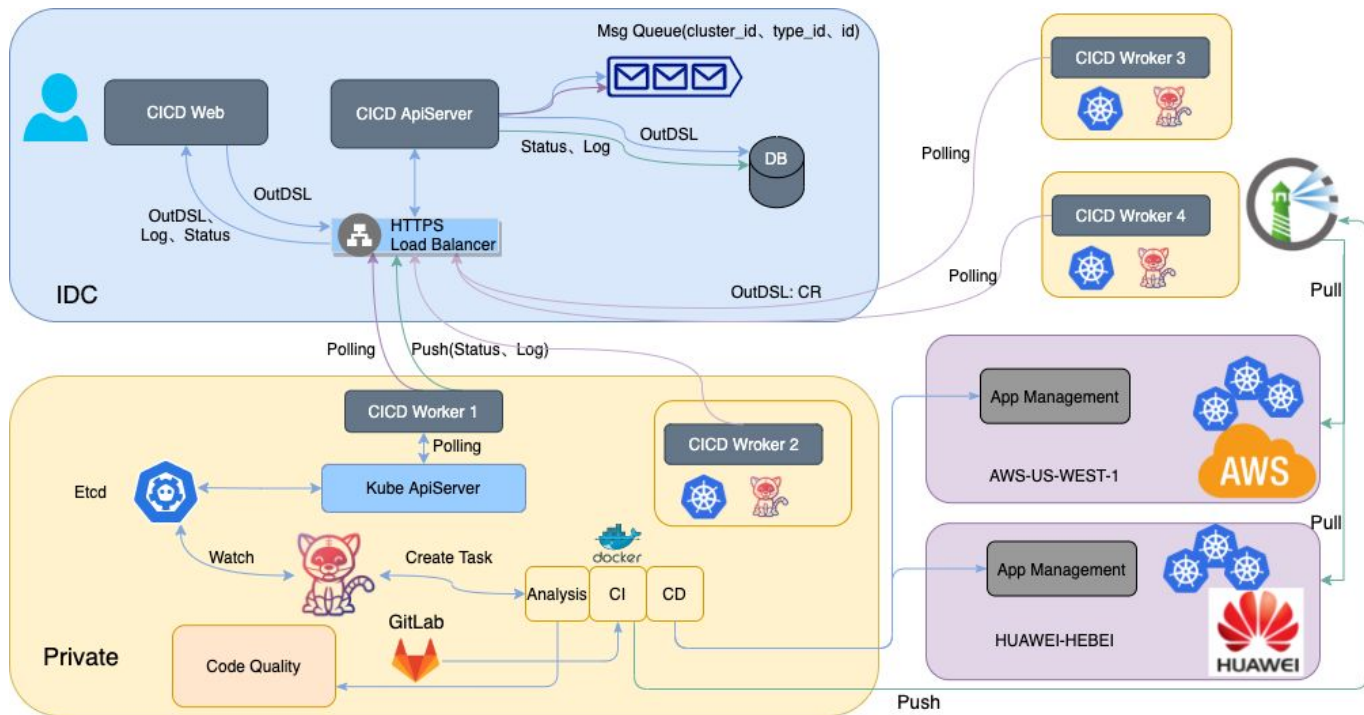 Msg Queue(cluster_id、type_id、id)
CICD Web
CICD ApiServer
OutDSL
Status、Log
DB
OutDSL
OutDSL、
Log、Status
HTTPS
Load Balancer
IDC
CICD Wroker 3
Polling
CICD Wroker 4
Polling
OutDSL: CR
Pull
Polling
Push(Status、Log)
CICD Worker 1
Polling
Kube ApiServer
Etcd
CICD Wroker 2
Watch
Create Task
docker
Analysis
CI
CD
GitLab
Code Quality
Private
App Management
AWS
AWS-US-WEST-1
Pull
App Management
HUAWEI
HUAWEI-HEBEI
Push